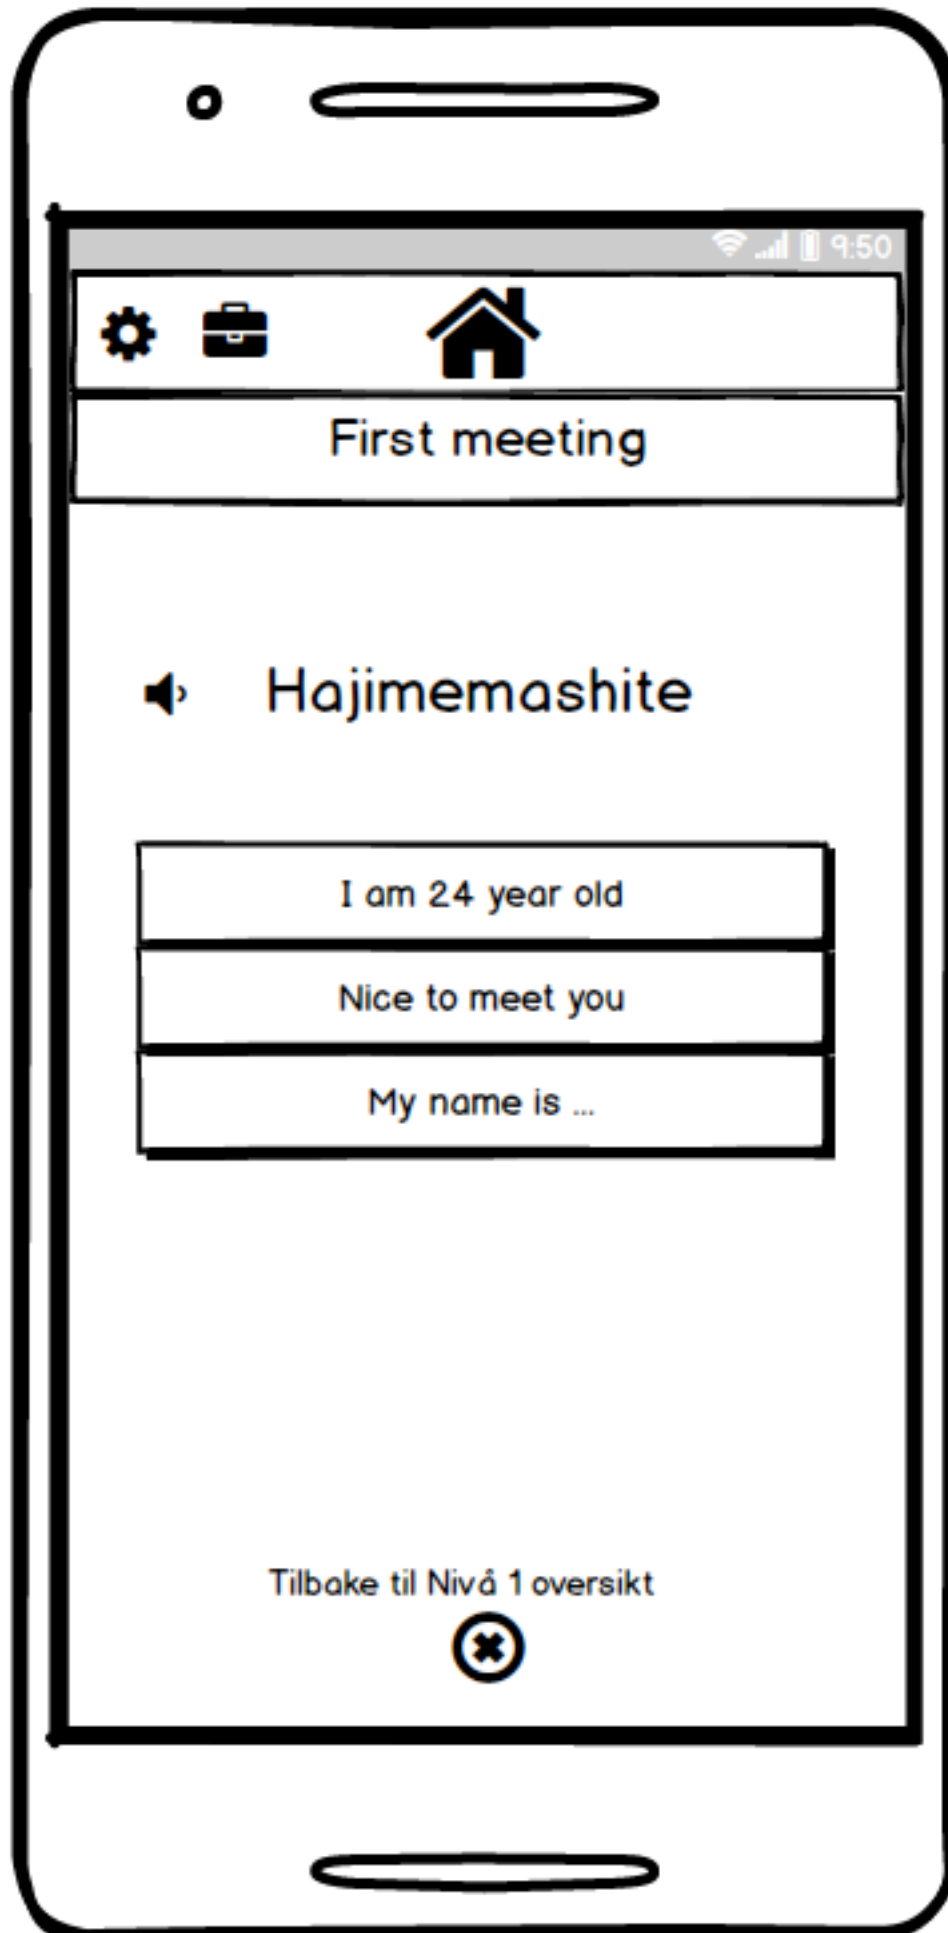 9:50
First meeting
Hajimemashite
I am 24 year old
Nice to meet you
My name is ...
Tilbake til Nivå 1 oversikt